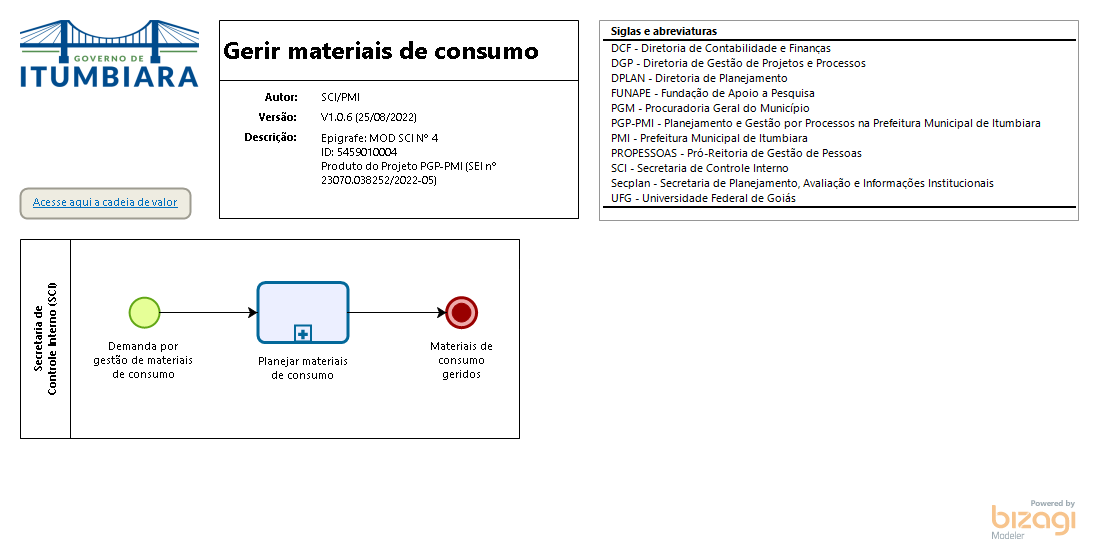 GOVERNO DE
ITUMBIARA
Gerir materiais de consumo
Autor: SCI/PMI
Versão: V1.0.6 (25/08/2022)
Descrição: Epigrafe: MOD SCI Nº 4
ID: 5459010004
Produto do Projeto PGP-PMI (SEI nº
23070.038252/2022-05)
Siglas e abreviaturas
DCF - Diretoria de Contabilidade e Finanças
DGP - Diretoria de Gestão de Projetos e Processos
DPLAN - Diretoria de Planejamento
FUNAPE - Fundação de Apoio a Pesquisa
PGM - Procuradoria Geral do Município
PGP-PMI - Planejamento e Gestão por Processos na Prefeitura Municipal de Itumbiara
PMI - Prefeitura Municipal de Itumbiara
PROPESSOAS - Pró-Reitoria de Gestão de Pessoas
SCI - Secretaria de Controle Interno
Secplan - Secretaria de Planejamento, Avaliação e Informações Institucionais
UFG - Universidade Federal de Goiás
Acesse aqui a cadeia de valor
Secretaria de
Controle Interno (SCI)
Demanda por
gestão de materiais
de consumo
Planejar materiais
de consumo
Materiais de
consumo
geridos
Powered by
bizagi
Modeler